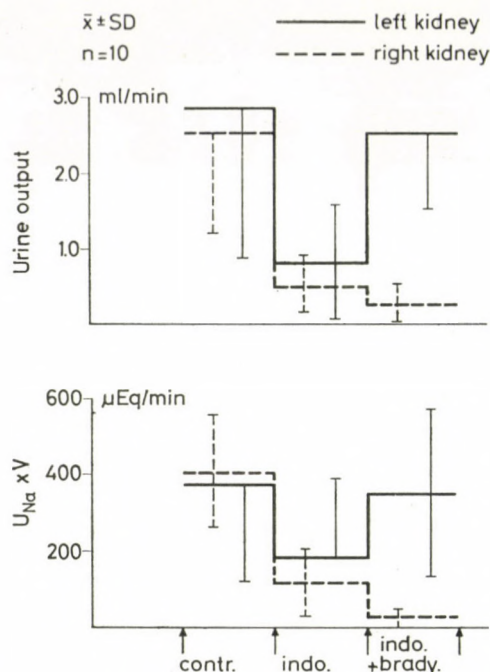 x̄ ± SD
n=10
left kidney
right kidney
3.0 ml/min
2.0
1.0
Urine output
600 µEq/min
400
200
U_Na x V
contr. indo. indo. +brady.